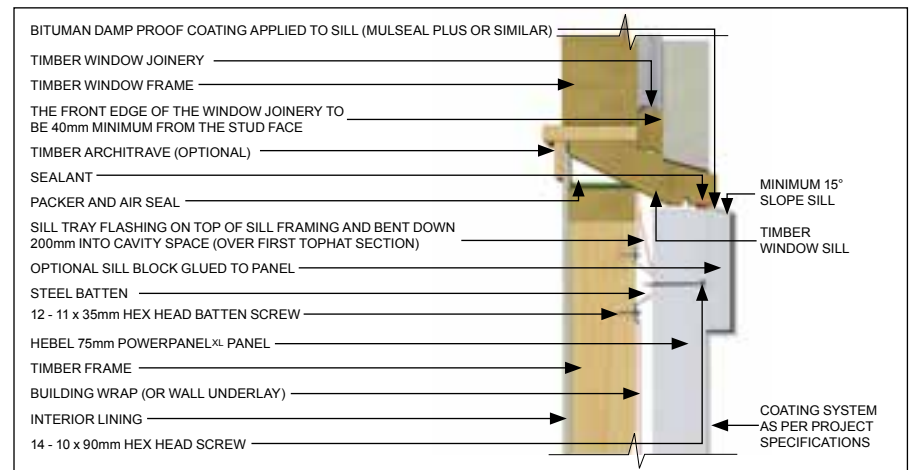 BITUMAN DAMP PROOF COATING APPLIED TO SILL (MULSEAL PLUS OR SIMILAR)
TIMBER WINDOW JOINERY
TIMBER WINDOW FRAME
THE FRONT EDGE OF THE WINDOW JOINERY TO
BE 40mm MINIMUM FROM THE STUD FACE
TIMBER ARCHITRAVE (OPTIONAL)
SEALANT
PACKER AND AIR SEAL
SILL TRAY FLASHING ON TOP OF SILL FRAMING AND BENT DOWN
200mm INTO CAVITY SPACE (OVER FIRST TOPHAT SECTION)
OPTIONAL SILL BLOCK GLUED TO PANEL
STEEL BATTEN
12 - 11 x 35mm HEX HEAD BATTEN SCREW
HEBEL 75mm POWERPANELXL PANEL
TIMBER FRAME
BUILDING WRAP (OR WALL UNDERLAY)
INTERIOR LINING
14 - 10 x 90mm HEX HEAD SCREW
MINIMUM 15°
SLOPE SILL
TIMBER
WINDOW SILL
COATING SYSTEM
AS PER PROJECT
SPECIFICATIONS